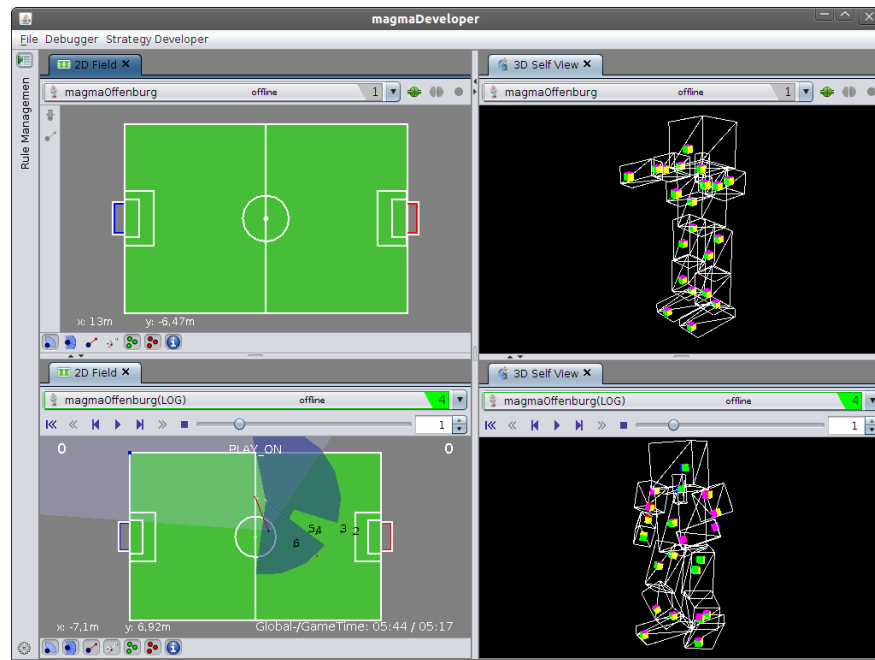 magmaDeveloper
File Debugger Strategy Developer
Rule Managemen
2D Field
magmaOffenburg offline 1
x: 13m y: -6,47m
3D Self View
magmaOffenburg offline 1
2D Field
magmaOffenburg(LOG) offline 4
1
0 PLAY_ON 0
5 4 3 2
6
x: -7,1m y: 6,92m Global-/GameTime: 05:44 / 05:17
3D Self View
magmaOffenburg(LOG) offline 4
1